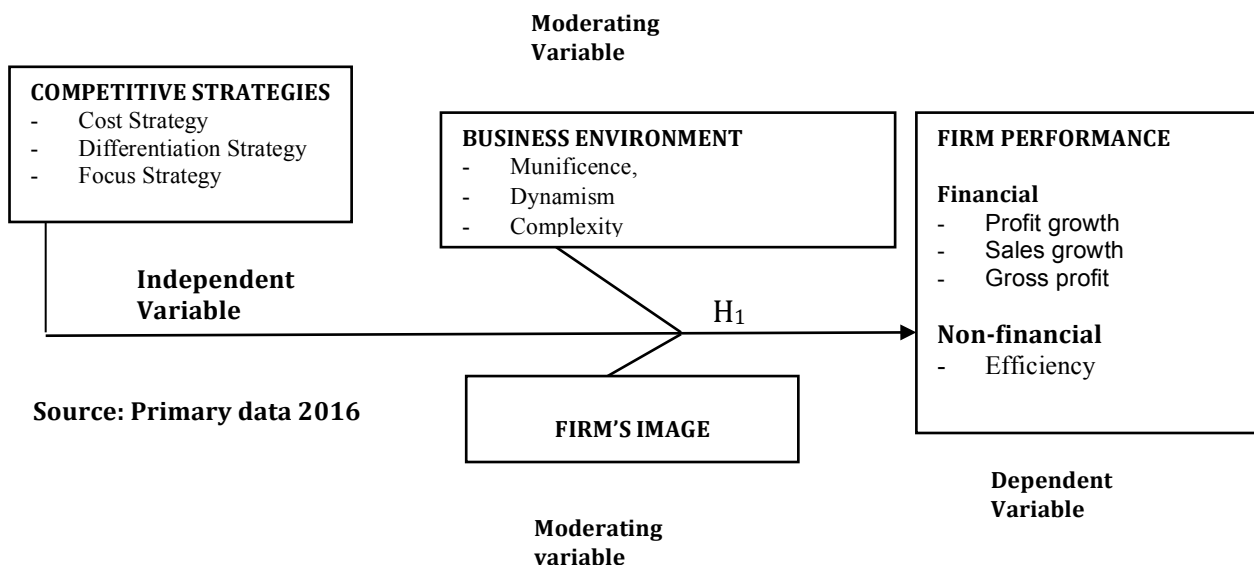 Moderating
Variable
COMPETITIVE STRATEGIES
- Cost Strategy
- Differentiation Strategy
- Focus Strategy
BUSINESS ENVIRONMENT
- Munificence,
- Dynamism
- Complexity
FIRM PERFORMANCE
Financial
- Profit growth
- Sales growth
- Gross profit
Non-financial
- Efficiency
Independent
Variable
H₁
Source: Primary data 2016
FIRM’S IMAGE
Dependent
Variable
Moderating
variable